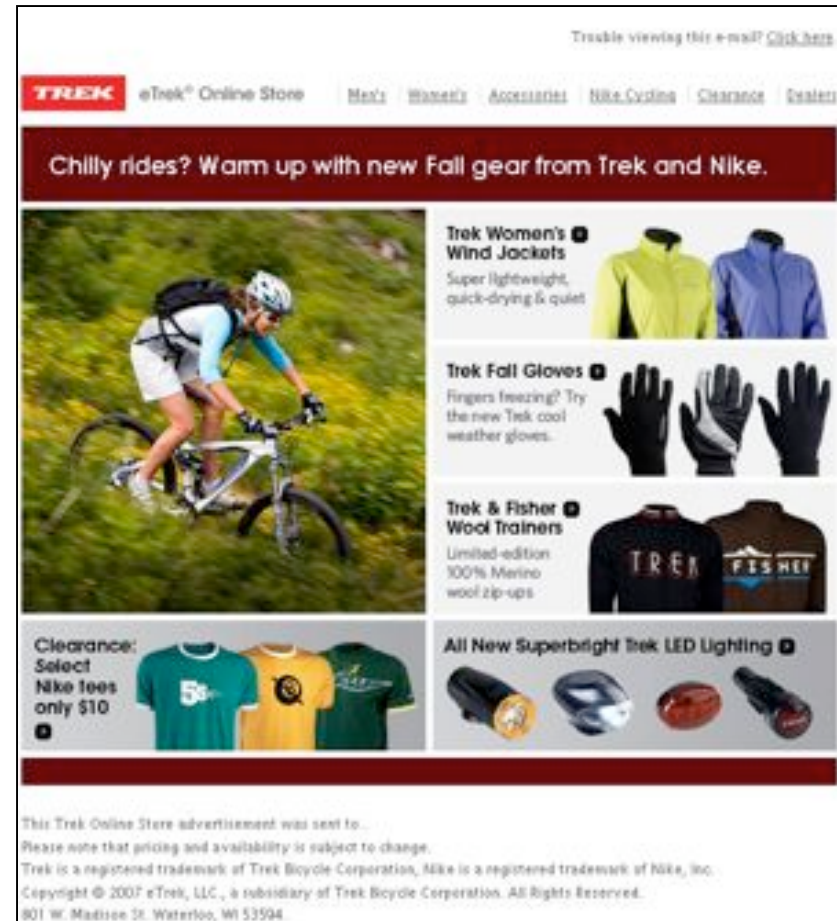 Trouble viewing this e-mail? Click here.
TREK eTrek® Online Store Men's Women's Accessories Nike Cycling Clearance Dealers
Chilly rides? Warm up with new Fall gear from Trek and Nike.
Trek Women's
Wind Jackets
Super lightweight,
quick-drying & quiet
Trek Fall Gloves
Fingers freezing? Try
the new Trek cool
weather gloves.
Trek & Fisher
Wool Trainers
Limited-edition
100% Merino
wool zip-ups
TREK
FISHER
Clearance:
Select
Nike tees
only $10
All New Superbright Trek LED Lighting
TREK
This Trek Online Store advertisement was sent to...
Please note that pricing and availability is subject to change.
Trek is a registered trademark of Trek Bicycle Corporation, Nike is a registered trademark of Nike, Inc.
Copyright © 2007 eTrek, LLC., a subsidiary of Trek Bicycle Corporation. All Rights Reserved.
801 W. Madison St. Waterloo, WI 53594.